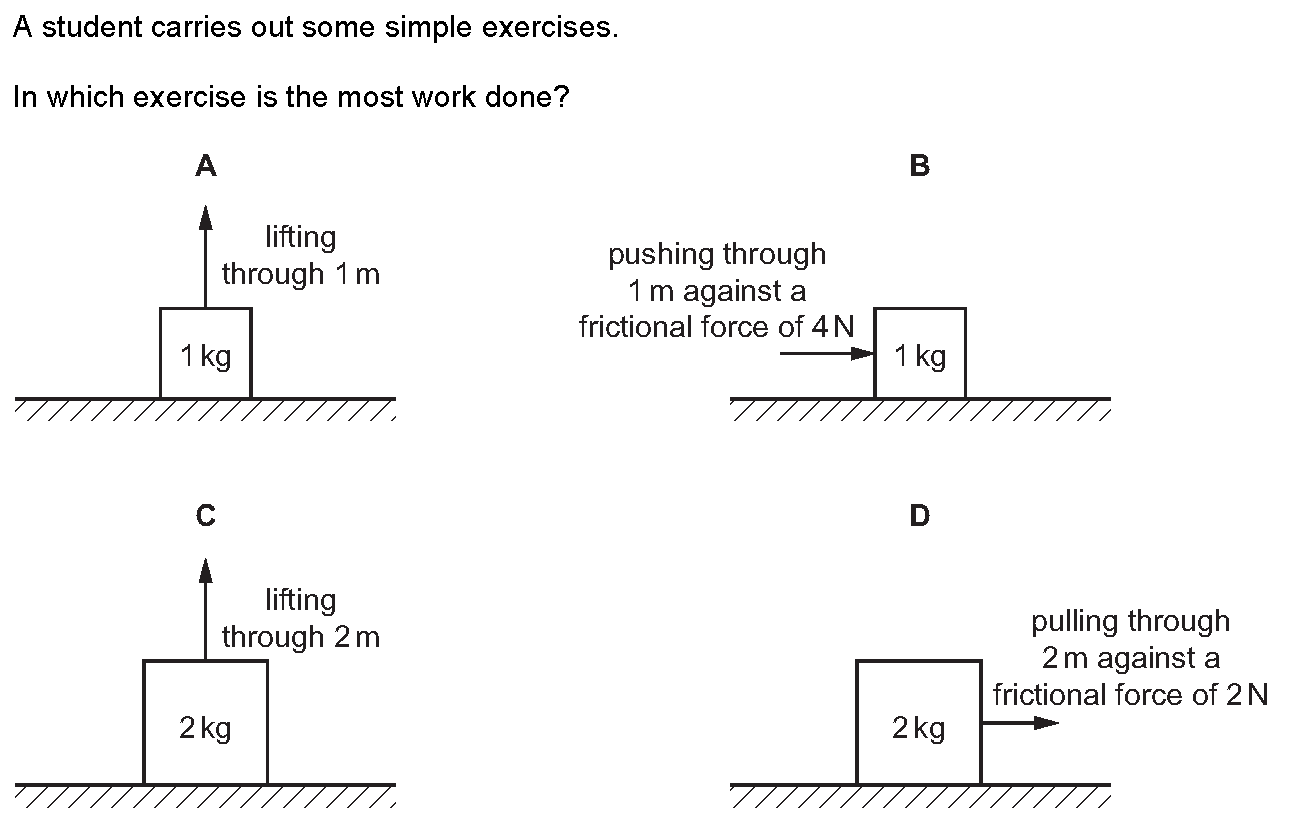 A student carries out some simple exercises.
In which exercise is the most work done?
A
lifting
through 1 m
1 kg
B
pushing through
1 m against a
frictional force of 4 N
1 kg
C
lifting
through 2 m
2 kg
D
pulling through
2 m against a
frictional force of 2 N
2 kg